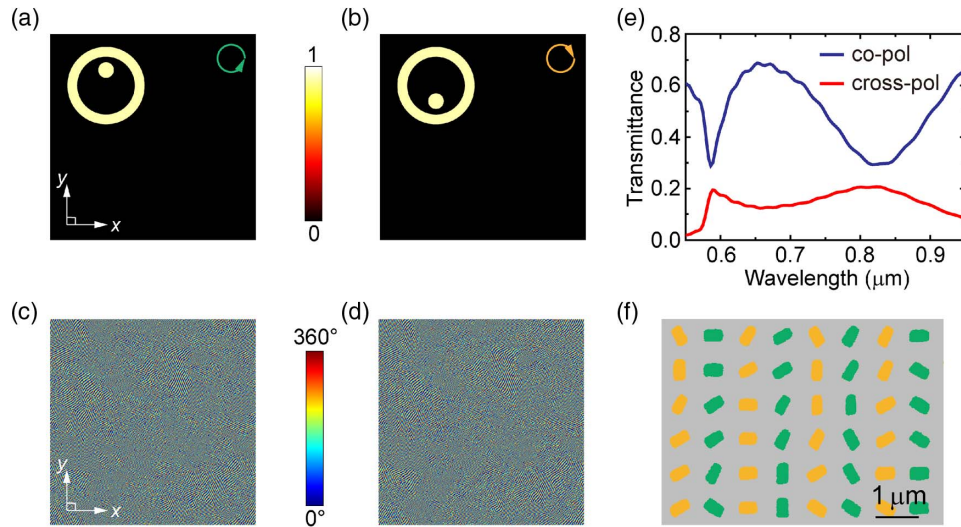 (a)
y
x
1
0
(b)
(e)
0.8
0.6
0.4
0.2
0.0
Transmittance
co-pol
cross-pol
0.6 0.7 0.8 0.9
Wavelength (μm)
(c)
y
x
360°
0°
(d)
(f)
1 μm